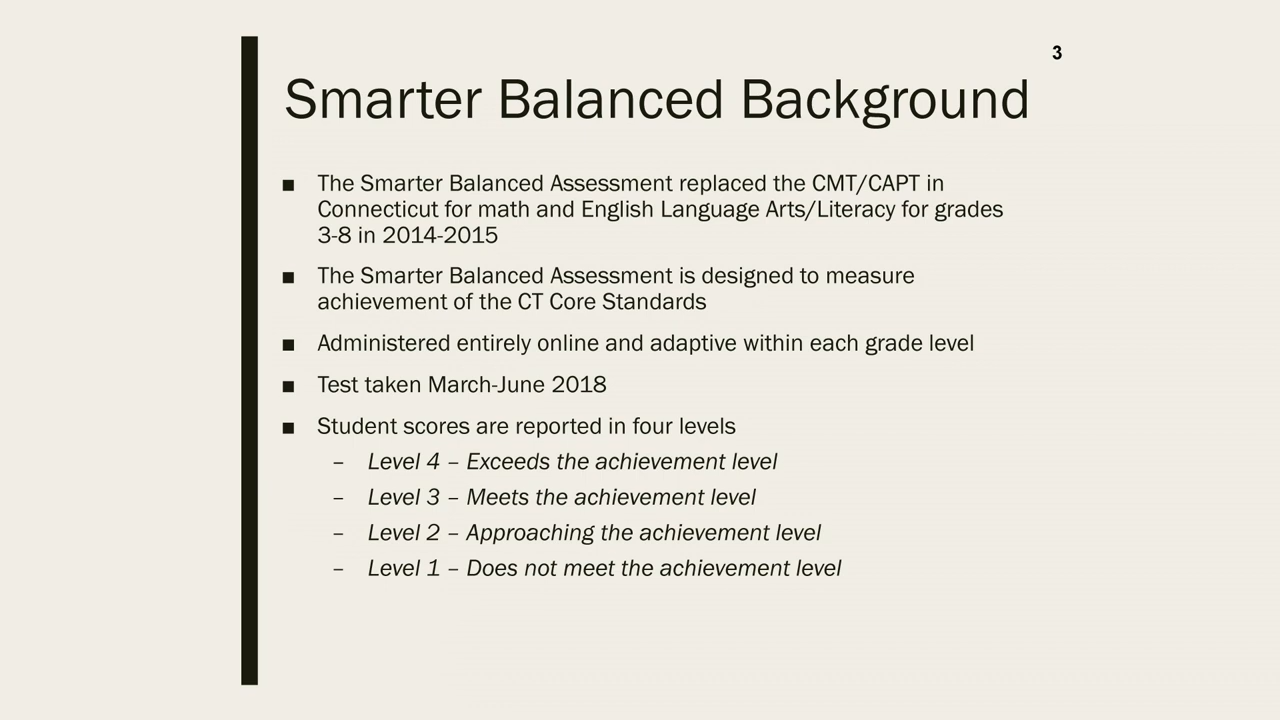 3
Smarter Balanced Background
■ The Smarter Balanced Assessment replaced the CMT/CAPT in
Connecticut for math and English Language Arts/Literacy for grades
3-8 in 2014-2015
■ The Smarter Balanced Assessment is designed to measure
achievement of the CT Core Standards
■ Administered entirely online and adaptive within each grade level
■ Test taken March-June 2018
■ Student scores are reported in four levels
– Level 4 – Exceeds the achievement level
– Level 3 – Meets the achievement level
– Level 2 – Approaching the achievement level
– Level 1 – Does not meet the achievement level